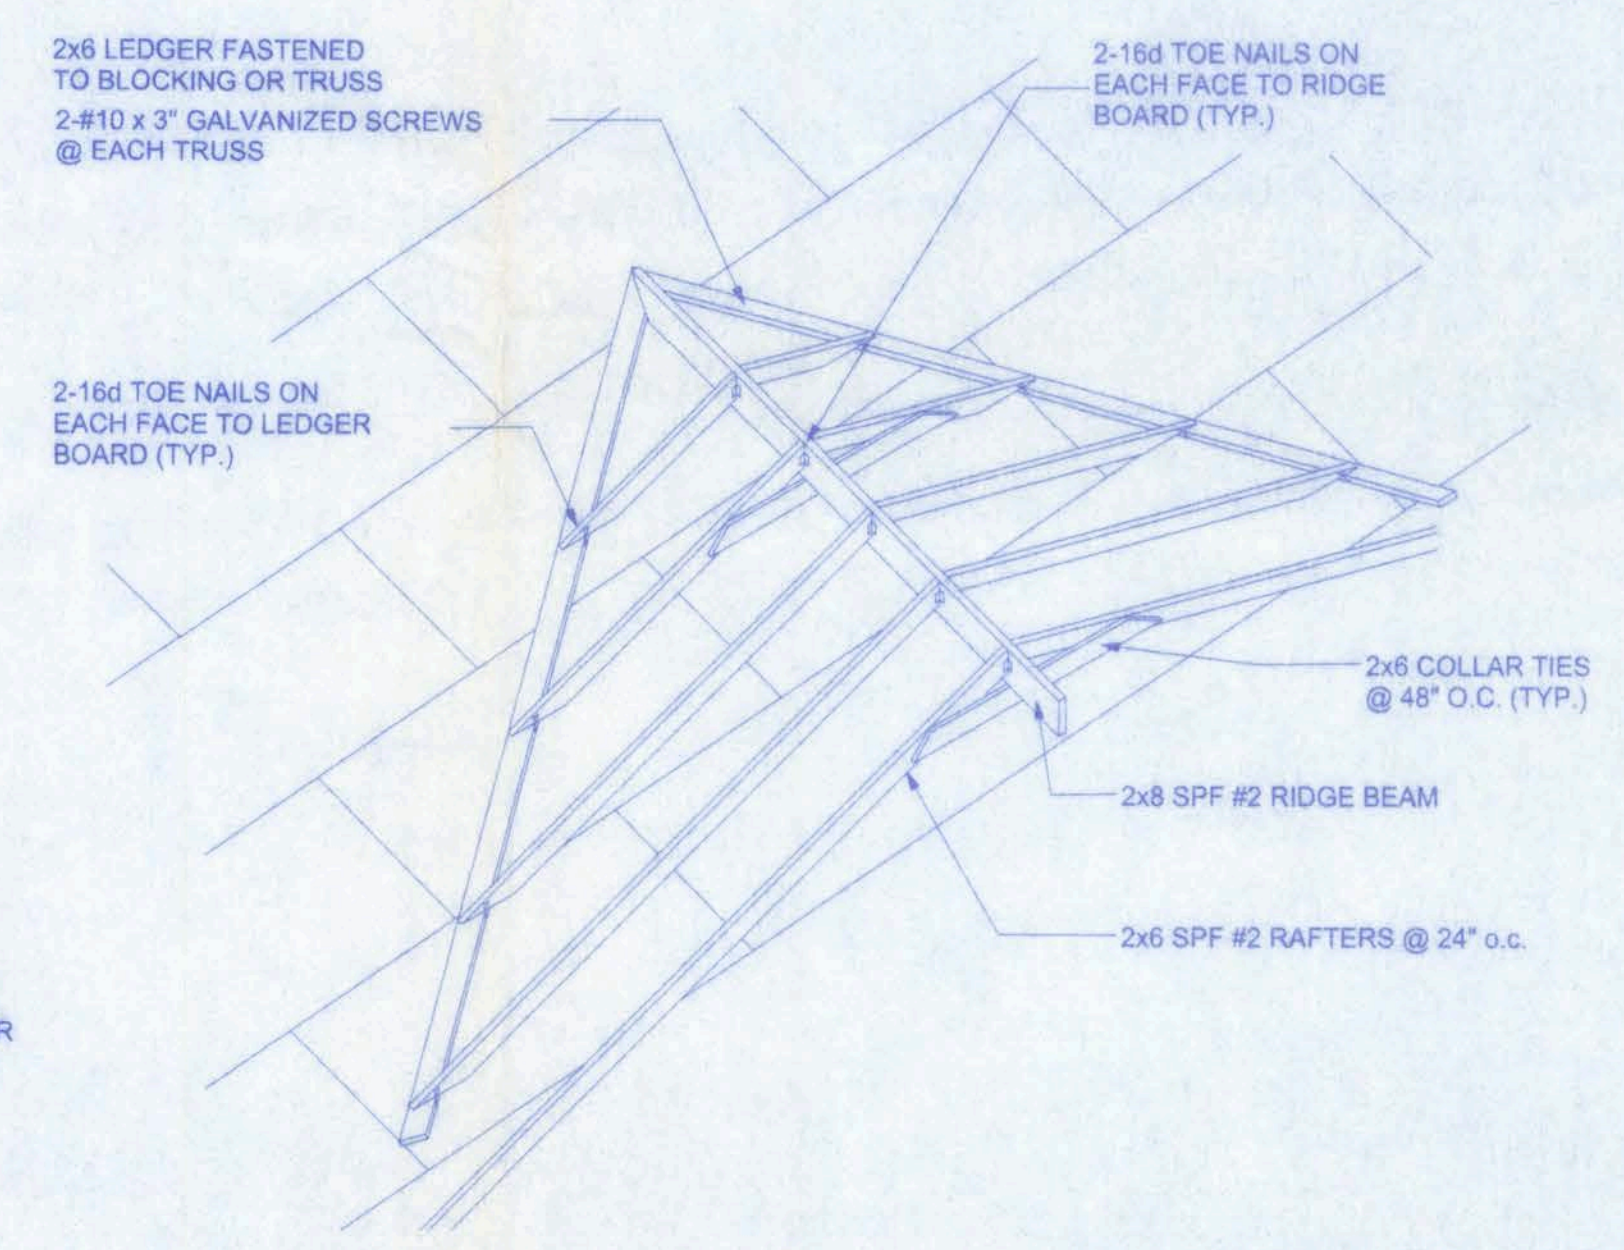 2x6 LEDGER FASTENED
TO BLOCKING OR TRUSS
2-#10 x 3" GALVANIZED SCREWS
@ EACH TRUSS
2-16d TOE NAILS ON
EACH FACE TO RIDGE
BOARD (TYP.)
2-16d TOE NAILS ON
EACH FACE TO LEDGER
BOARD (TYP.)
2x6 COLLAR TIES
@ 48" O.C. (TYP.)
2x8 SPF #2 RIDGE BEAM
2x6 SPF #2 RAFTERS @ 24" o.c.
R